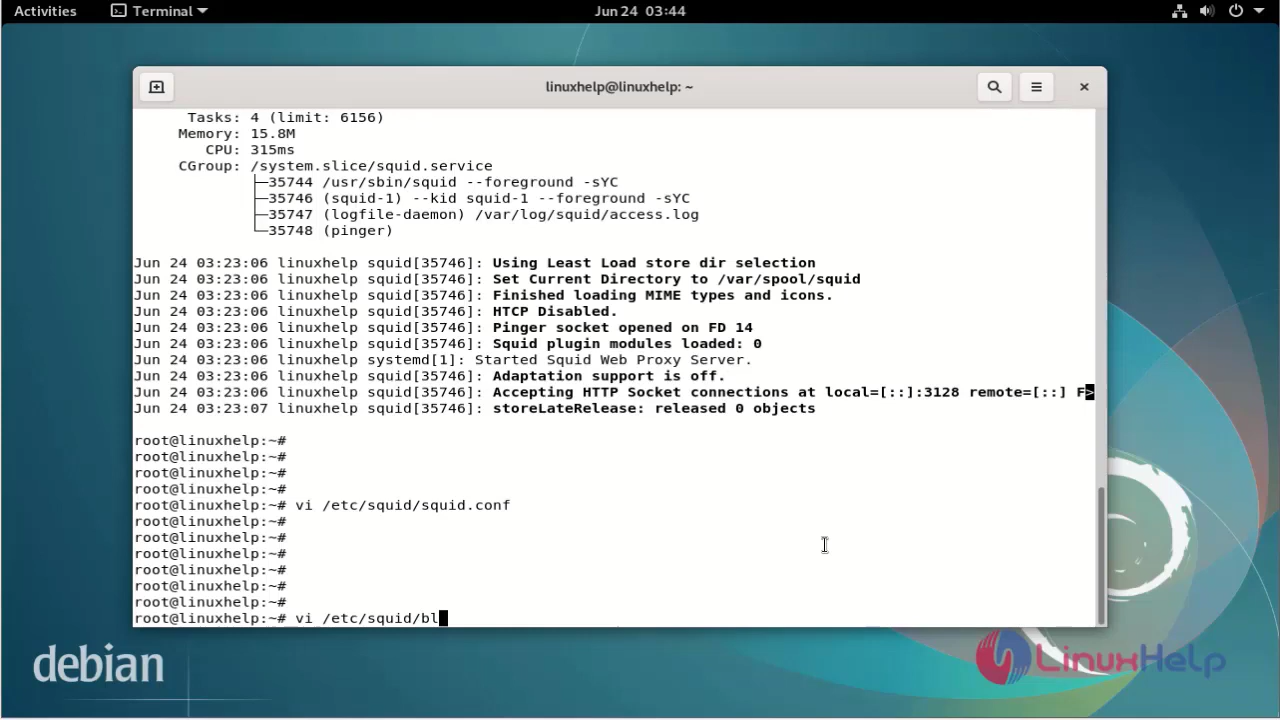 Activities Terminal Jun 24 03:44
linuxhelp@linuxhelp: ~
Tasks: 4 (limit: 6156)
Memory: 15.8M
CPU: 315ms
CGroup: /system.slice/squid.service
├─35744 /usr/sbin/squid --foreground -sYC
├─35746 (squid-1) --kid squid-1 --foreground -sYC
├─35747 (logfile-daemon) /var/log/squid/access.log
└─35748 (pinger)
Jun 24 03:23:06 linuxhelp squid[35746]: Using Least Load store dir selection
Jun 24 03:23:06 linuxhelp squid[35746]: Set Current Directory to /var/spool/squid
Jun 24 03:23:06 linuxhelp squid[35746]: Finished loading MIME types and icons.
Jun 24 03:23:06 linuxhelp squid[35746]: HTCP Disabled.
Jun 24 03:23:06 linuxhelp squid[35746]: Pinger socket opened on FD 14
Jun 24 03:23:06 linuxhelp squid[35746]: Squid plugin modules loaded: 0
Jun 24 03:23:06 linuxhelp systemd[1]: Started Squid Web Proxy Server.
Jun 24 03:23:06 linuxhelp squid[35746]: Adaptation support is off.
Jun 24 03:23:06 linuxhelp squid[35746]: Accepting HTTP Socket connections at local=[::]:3128 remote=[::] F>
Jun 24 03:23:07 linuxhelp squid[35746]: storeLateRelease: released 0 objects
root@linuxhelp:~#
root@linuxhelp:~#
root@linuxhelp:~#
root@linuxhelp:~#
root@linuxhelp:~# vi /etc/squid/squid.conf
root@linuxhelp:~#
root@linuxhelp:~#
root@linuxhelp:~#
root@linuxhelp:~#
root@linuxhelp:~#
root@linuxhelp:~#
root@linuxhelp:~# vi /etc/squid/bl
debian
LinuxHelp